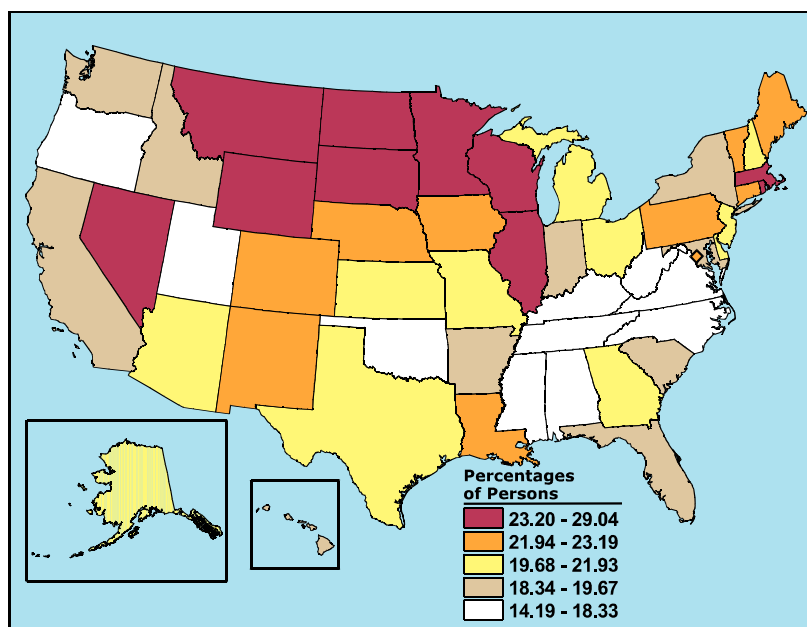 Percentages
of Persons
23.20 - 29.04
21.94 - 23.19
19.68 - 21.93
18.34 - 19.67
14.19 - 18.33